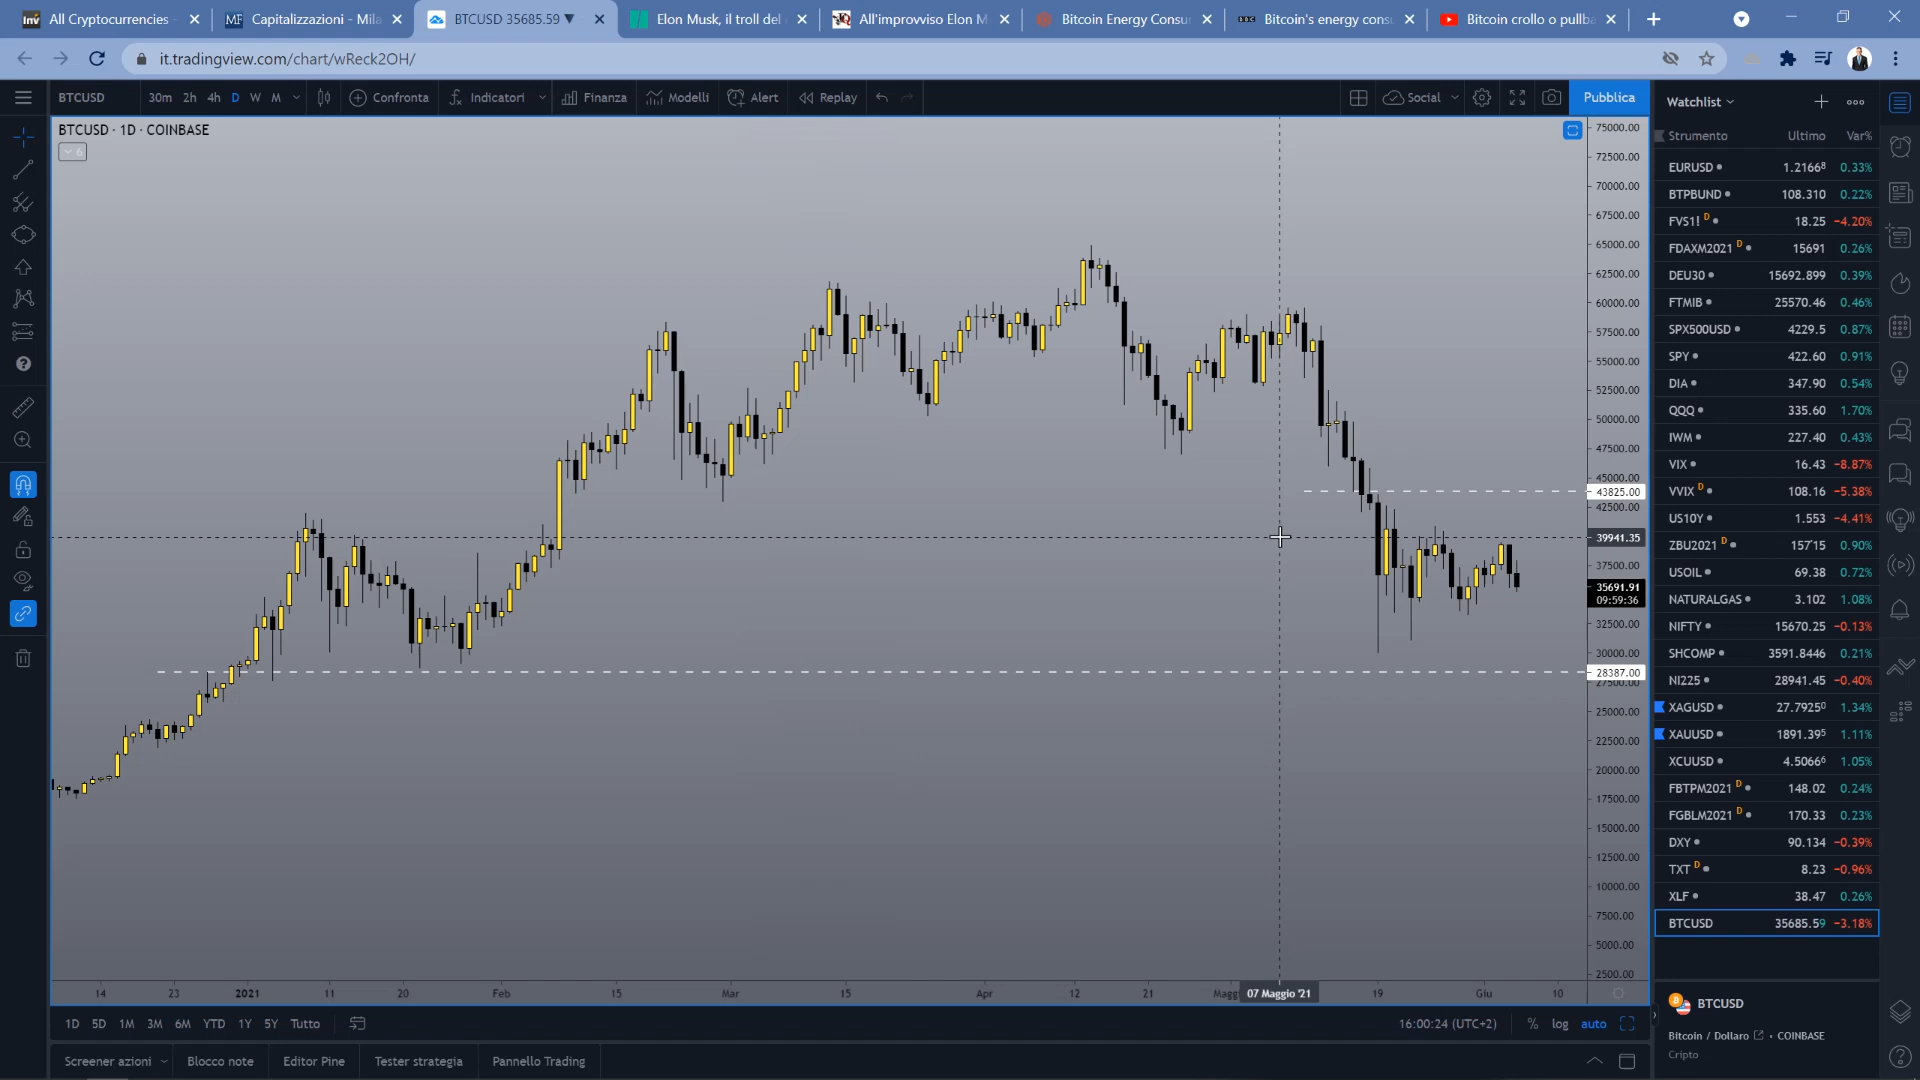 All Cryptocurrencies
Capitalizzazioni - Mila
BTCUSD 35685.59 ▼
Elon Musk, il troll del
All'improvviso Elon M
Bitcoin Energy Consu
BBC
Bitcoin's energy cons
Bitcoin crollo o pullba
it.tradingview.com/chart/wReck2OH/
BTCUSD 30m 2h 4h D W M Confronta Indicatori Finanza Modelli Alert Replay Social Pubblica
BTCUSD · 1D · COINBASE
6
75000.00
72500.00
70000.00
67500.00
65000.00
62500.00
60000.00
57500.00
55000.00
52500.00
50000.00
47500.00
45000.00
43825.00
42500.00
39941.35
37500.00
35691.91
09:59:36
32500.00
30000.00
28387.00
27500.00
25000.00
22500.00
20000.00
17500.00
15000.00
12500.00
10000.00
7500.00
5000.00
2500.00
14 23 2021 11 20 Feb 15 Mar 15 Apr 12 21 Magg 07 Maggio '21 19 Giu 10
1D 5D 1M 3M 6M YTD 1Y 5Y Tutto
16:00:24 (UTC+2) % log auto
Screener azioni Blocco note Editor Pine Tester strategia Pannello Trading
Watchlist
Strumento Ultimo Var%
EURUSD 1.21668 0.33%
BTPBUND 108.310 0.22%
FVS1! D 18.25 −4.20%
FDAXM2021 D 15691 0.26%
DEU30 15692.899 0.39%
FTMIB 25570.46 0.46%
SPX500USD 4229.5 0.87%
SPY 422.60 0.91%
DIA 347.90 0.54%
QQQ 335.60 1.70%
IWM 227.40 0.43%
VIX 16.43 −8.87%
VVIX D 108.16 −5.38%
US10Y 1.553 −4.41%
ZBU2021 D 157'15 0.90%
USOIL 69.38 0.72%
NATURALGAS 3.102 1.08%
NIFTY 15670.25 −0.13%
SHCOMP 3591.8446 0.21%
NI225 28941.45 −0.40%
XAGUSD 27.79250 1.34%
XAUUSD 1891.395 1.11%
XCUUSD 4.50666 1.05%
FBTPM2021 D 148.02 0.24%
FGBLM2021 D 170.33 0.23%
DXY 90.134 −0.39%
TXT D 8.23 −0.96%
XLF 38.47 0.26%
BTCUSD 35685.59 −3.18%
BTCUSD
Bitcoin / Dollaro • COINBASE
Cripto